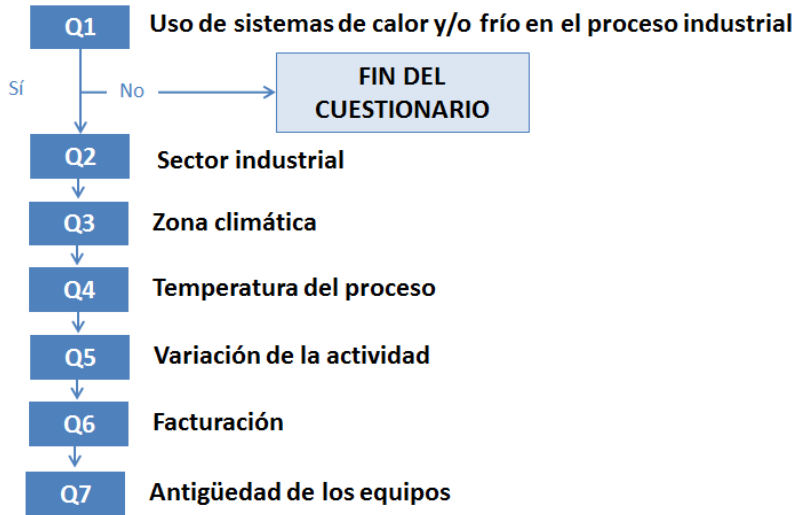 Q1 Uso de sistemas de calor y/o frío en el proceso industrial
Sí
No
FIN DEL
CUESTIONARIO
Q2 Sector industrial
Q3 Zona climática
Q4 Temperatura del proceso
Q5 Variación de la actividad
Q6 Facturación
Q7 Antigüedad de los equipos